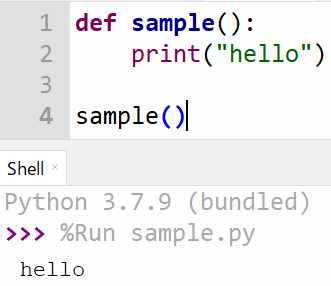 1 def sample():
2     print("hello")
3
4 sample()
Shell ×
Python 3.7.9 (bundled)
>>> %Run sample.py
 hello